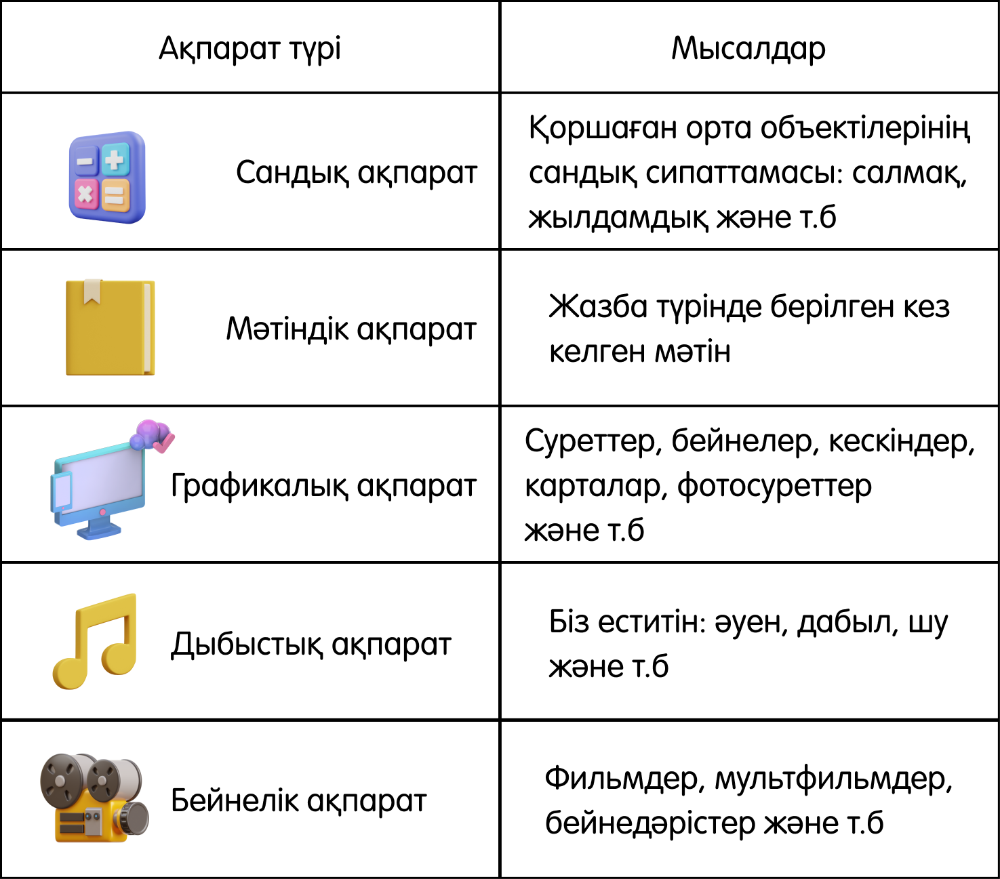 Ақпарат түрі
Мысалдар
Сандық ақпарат
Қоршаған орта объектілерінің
сандық сипаттамасы: салмақ,
жылдамдық және т.б
Мәтіндік ақпарат
Жазба түрінде берілген кез
келген мәтін
Графикалық ақпарат
Суреттер, бейнелер, кескіндер,
карталар, фотосуреттер
және т.б
Дыбыстық ақпарат
Біз еститін: әуен, дабыл, шу
және т.б
Бейнелік ақпарат
Фильмдер, мультфильмдер,
бейнедәрістер және т.б